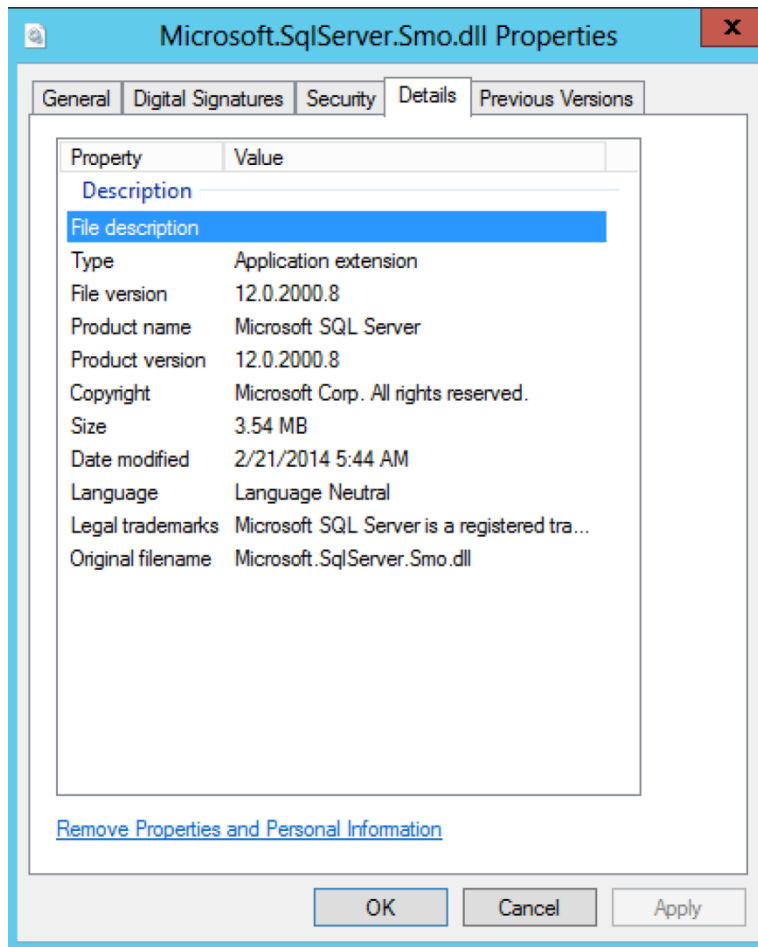 Microsoft.SqlServer.Smo.dll Properties
x
General Digital Signatures Security Details Previous Versions
Property Value
Description
File description
Type Application extension
File version 12.0.2000.8
Product name Microsoft SQL Server
Product version 12.0.2000.8
Copyright Microsoft Corp. All rights reserved.
Size 3.54 MB
Date modified 2/21/2014 5:44 AM
Language Language Neutral
Legal trademarks Microsoft SQL Server is a registered tra...
Original filename Microsoft.SqlServer.Smo.dll
Remove Properties and Personal Information
OK Cancel Apply